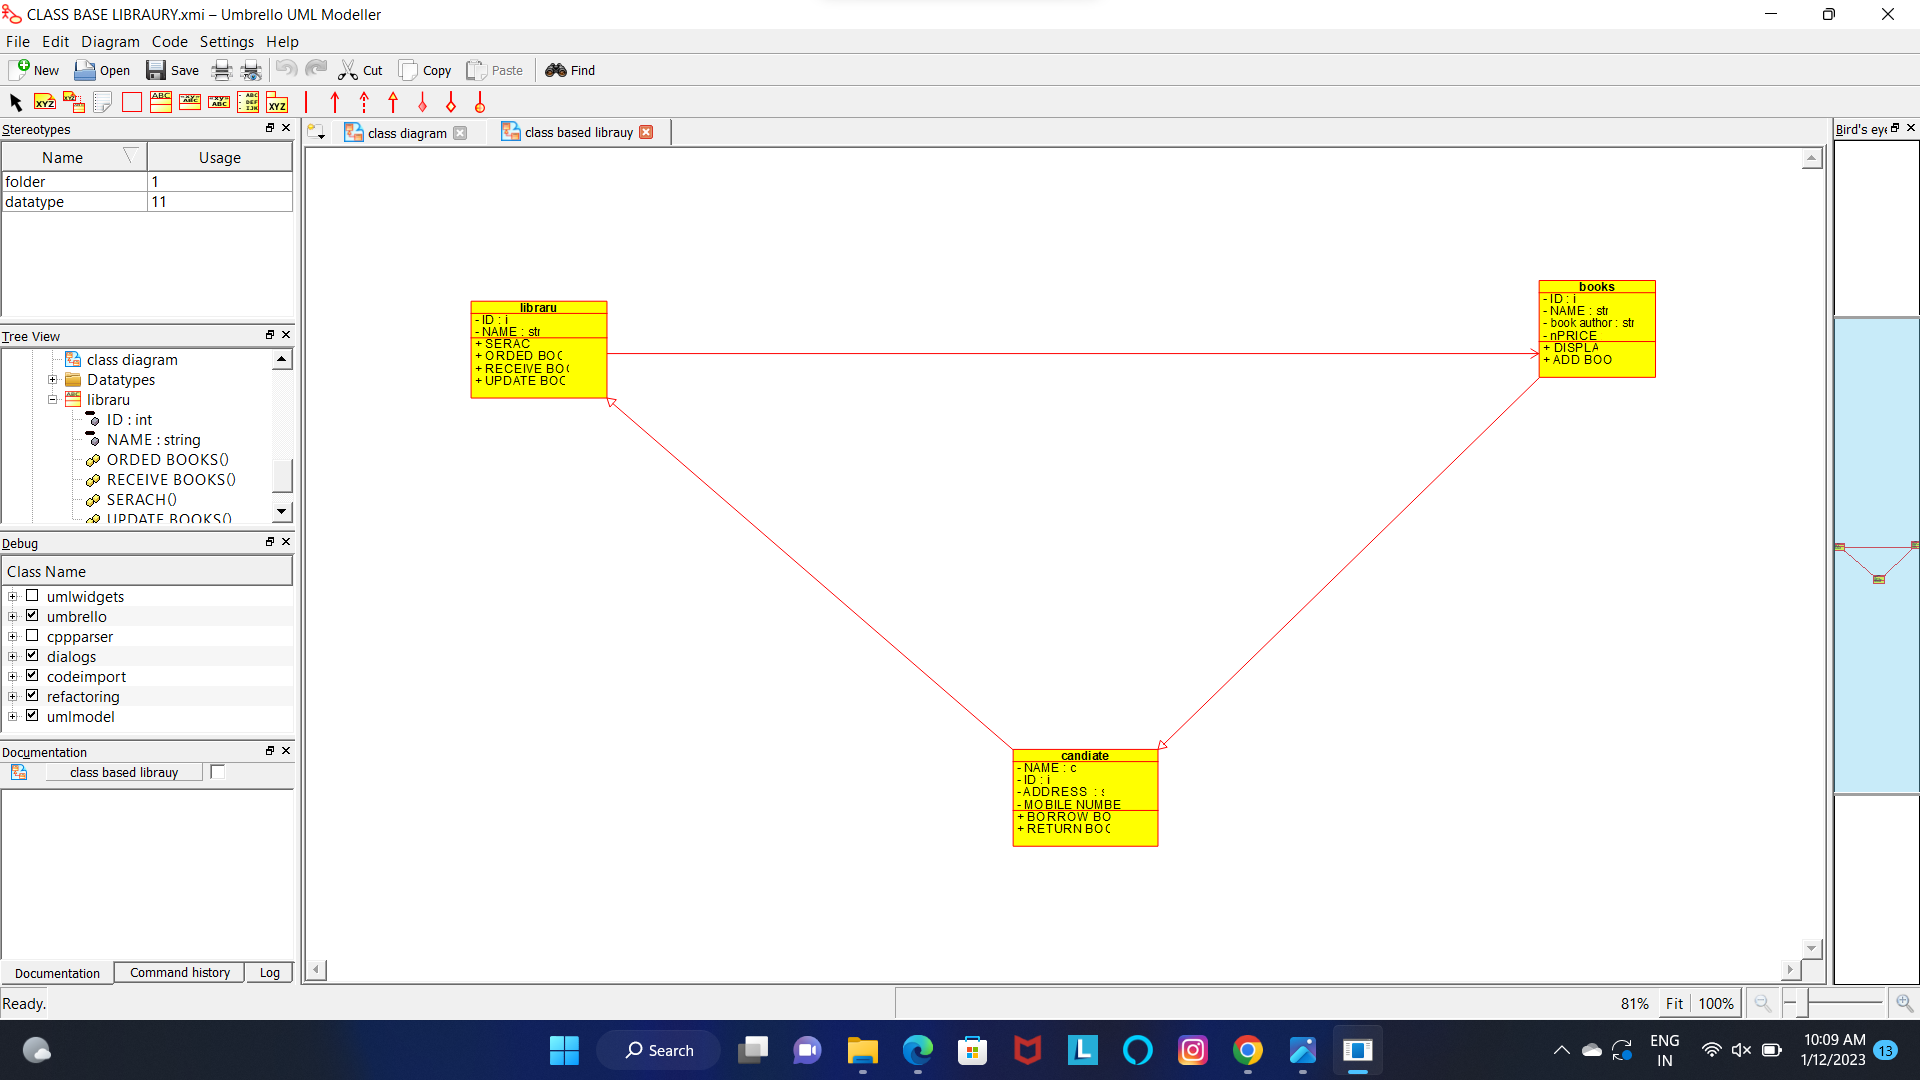 CLASS BASE LIBRAURY.xmi – Umbrello UML Modeller
File Edit Diagram Code Settings Help
New Open Save Cut Copy Paste Find
Stereotypes
Name Usage
folder 1
datatype 11
Tree View
class diagram
Datatypes
libraru
ID : int
NAME : string
ORDED BOOKS()
RECEIVE BOOKS()
SERACH()
UPDATE BOOKS()
Debug
Class Name
umlwidgets
umbrello
cppparser
dialogs
codeimport
refactoring
umlmodel
Documentation
class based librauy
Documentation Command history Log
Ready.
class diagram class based librauy
libraru
- ID : i
- NAME : str
+ SERAC
+ ORDED BOO
+ RECEIVE BOO
+ UPDATE BOO
books
- ID : i
- NAME : str
- book author : str
- nPRICE
+ DISPLA
+ ADD BOO
candiate
- NAME : c
- ID : i
- ADDRESS : s
- MOBILE NUMBE
+ BORROW BO
+ RETURN BOO
Bird's eye
81% Fit 100%
Search
ENG
IN
10:09 AM
1/12/2023
13